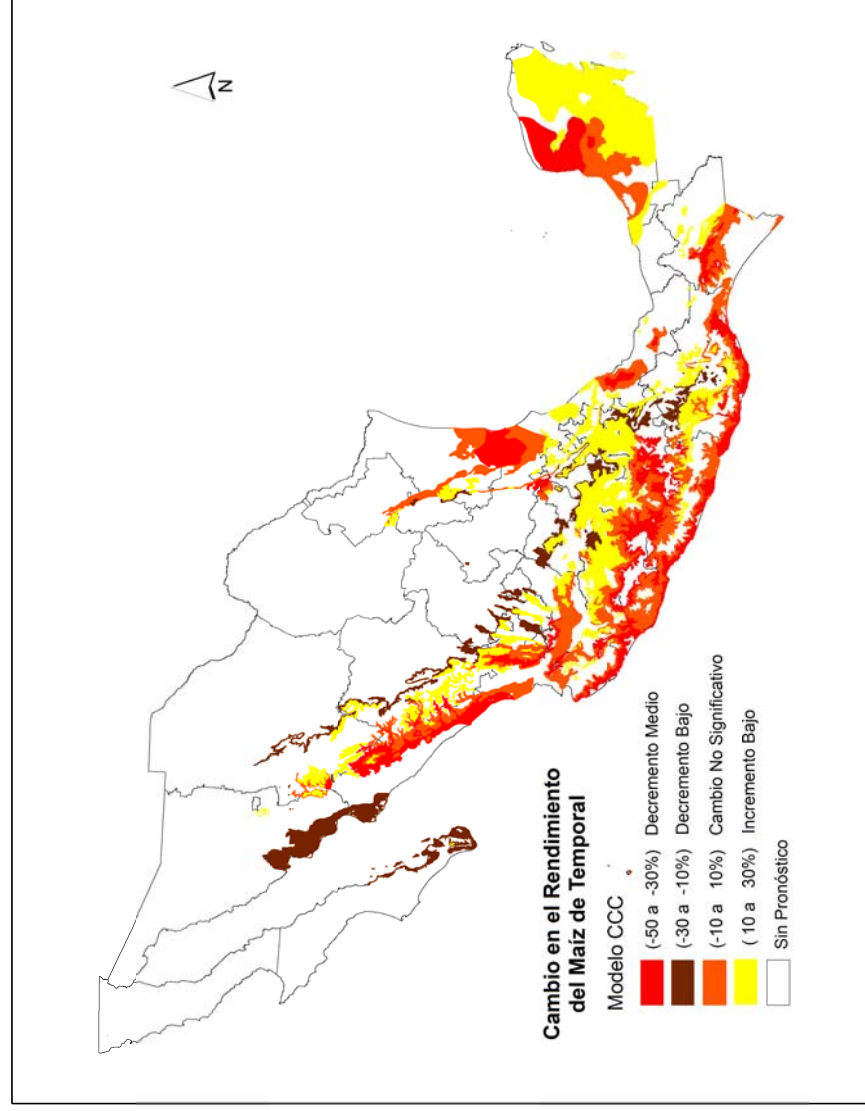 N
Cambio en el Rendimiento
del Maíz de Temporal
Modelo CCC
(-50 a -30%) Decremento Medio
(-30 a -10%) Decremento Bajo
(-10 a 10%) Cambio No Significativo
( 10 a 30%) Incremento Bajo
Sin Pronóstico